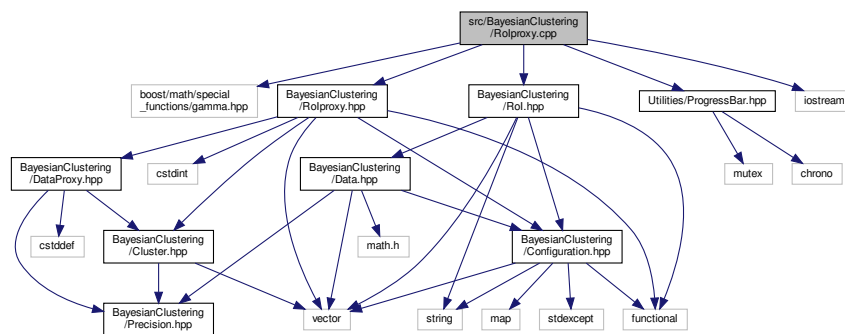 src/BayesianClustering
/RoIproxy.cpp
boost/math/special
_functions/gamma.hpp
BayesianClustering
/RoIproxy.hpp
BayesianClustering
/RoI.hpp
Utilities/ProgressBar.hpp
iostream
BayesianClustering
/DataProxy.hpp
cstdint
BayesianClustering
/Data.hpp
mutex
chrono
cstddef
BayesianClustering
/Cluster.hpp
math.h
BayesianClustering
/Configuration.hpp
BayesianClustering
/Precision.hpp
vector
string
map
stdexcept
functional